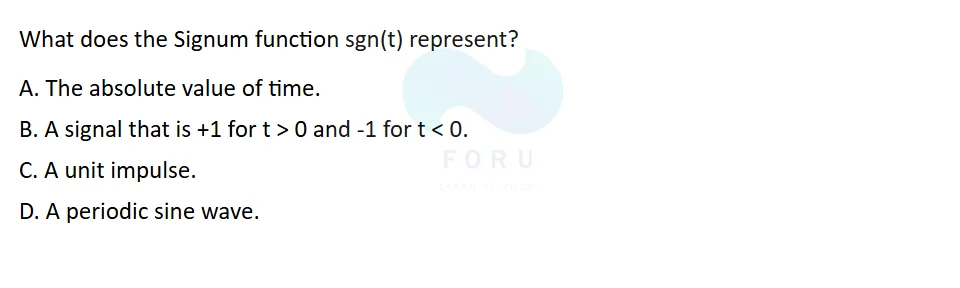 What does the Signum function sgn(t) represent?
A. The absolute value of time.
B. A signal that is +1 for t > 0 and -1 for t < 0.
FORU
C. A unit impulse.
D. A periodic sine wave.